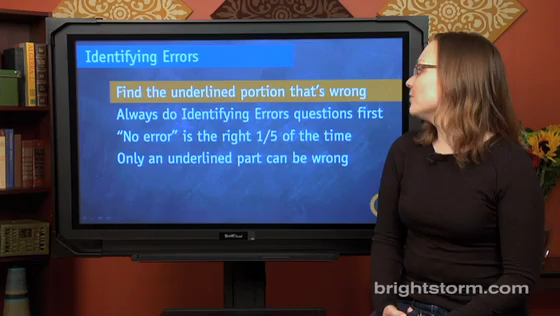 Identifying Errors
Find the underlined portion that's wrong
Always do Identifying Errors questions first
"No error" is the right 1/5 of the time
Only an underlined part can be wrong
brightstorm.com